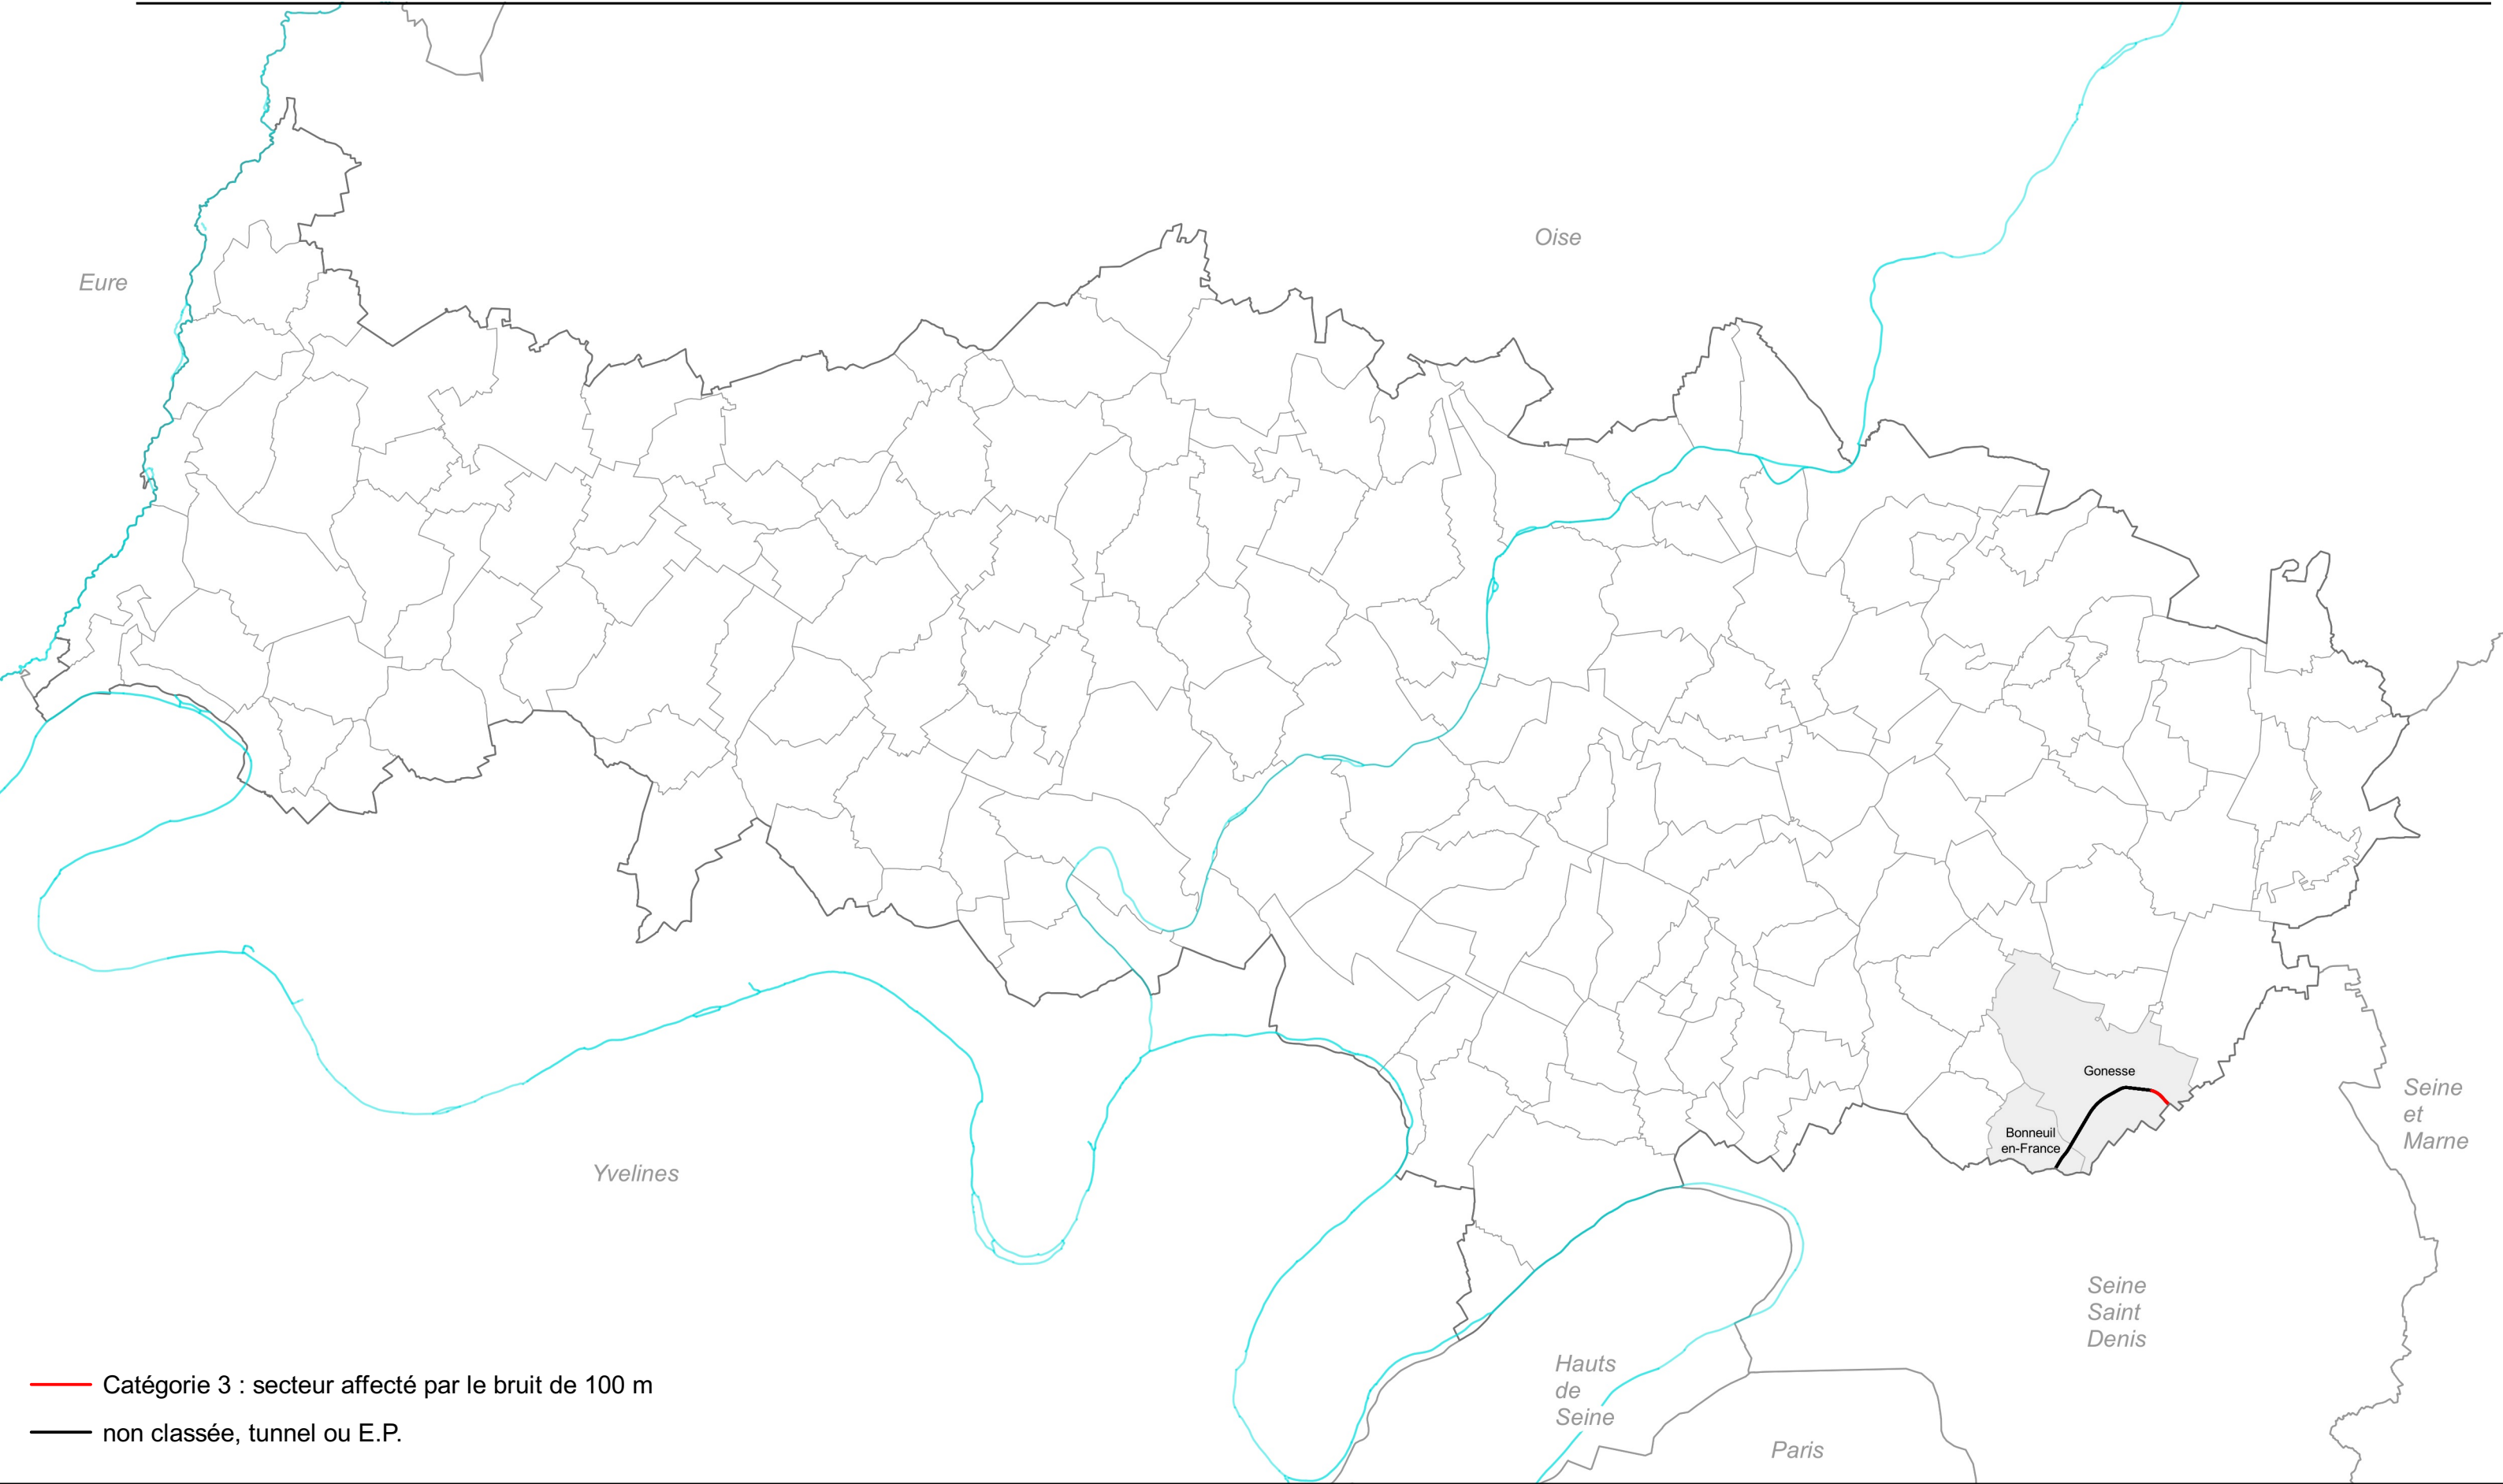 Oise
Eure
Gonesse
Seine
et
Marne
Bonneuil
en-France
Yvelines
Seine
Saint
Denis
Hauts
de
Seine
Catégorie 3 : secteur affecté par le bruit de 100 m
non classée, tunnel ou E.P.
Paris